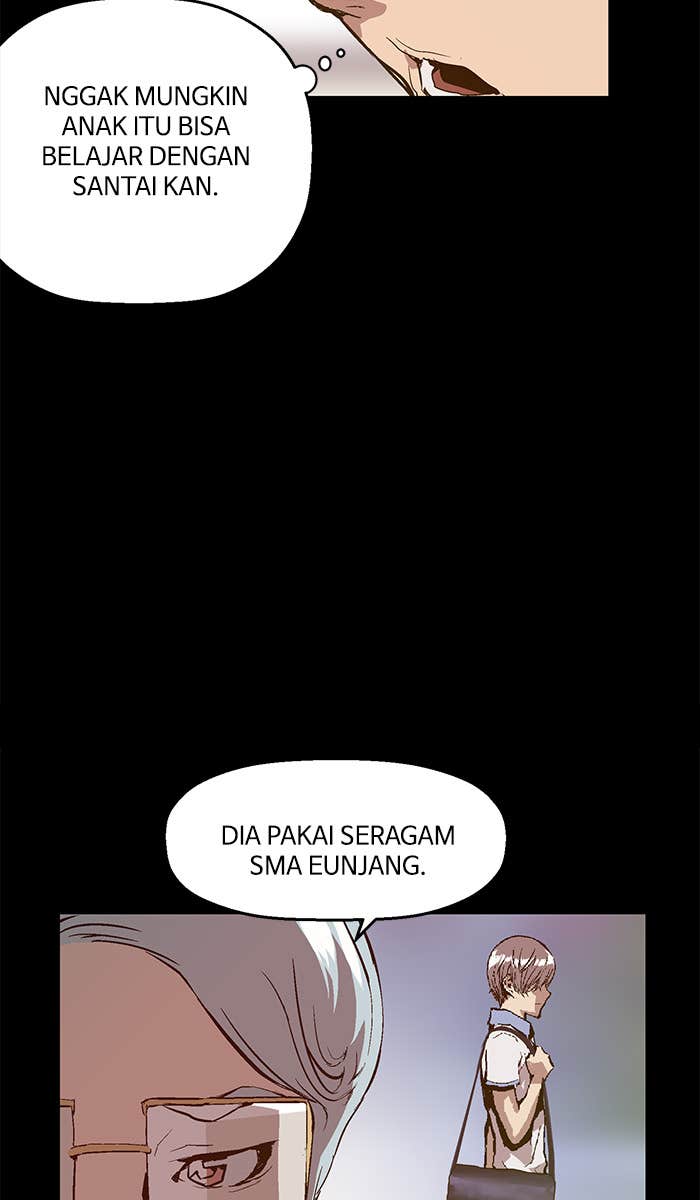 NGGAK MUNGKIN
ANAK ITU BISA
BELAJAR DENGAN
SANTAI KAN.
DIA PAKAI SERAGAM
SMA EUNJANG.